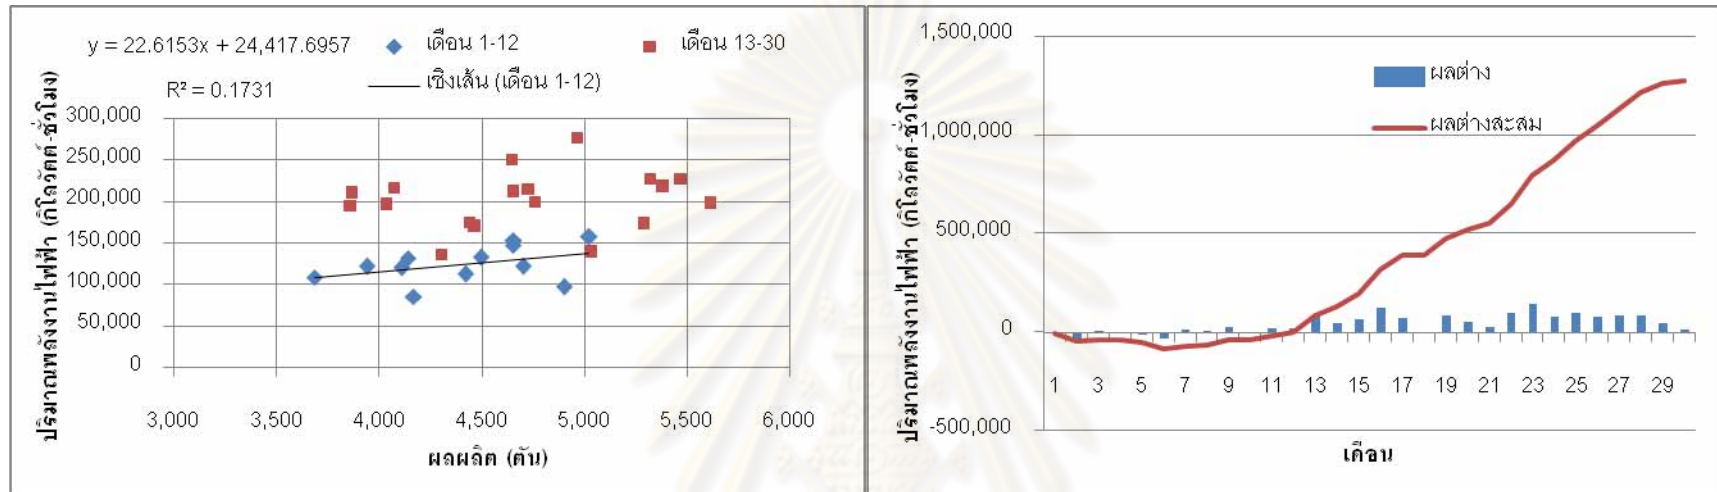 y = 22.6153x + 24,417.6957
เดือน 1-12
เดือน 13-30
R² = 0.1731
เชิงเส้น (เดือน 1-12)
ปริมาณพลังงานไฟฟ้า (กิโลวัตต์-ชั่วโมง)
300,000
250,000
200,000
150,000
100,000
50,000
0
3,000 3,500 4,000 4,500 5,000 5,500 6,000
ผลผลิต (ตัน)
ปริมาณพลังงานไฟฟ้า (กิโลวัตต์-ชั่วโมง)
1,500,000
1,000,000
500,000
0
-500,000
ผลต่าง
ผลต่างสะสม
1 3 5 7 9 11 13 15 17 19 21 23 25 27 29
เดือน